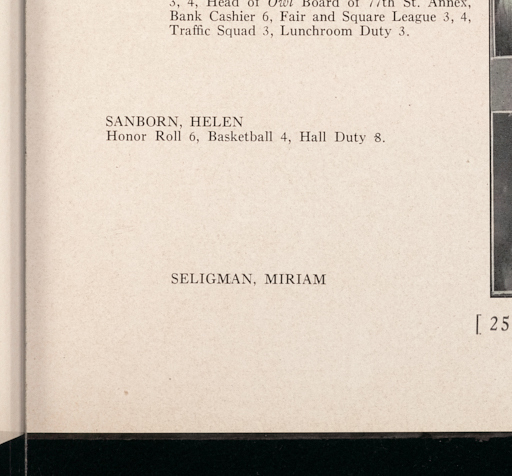 3, 4, Head of Owl Board of 77th St. Annex,
Bank Cashier 6, Fair and Square League 3, 4,
Traffic Squad 3, Lunchroom Duty 3.
SANBORN, HELEN
Honor Roll 6, Basketball 4, Hall Duty 8.
SELIGMAN, MIRIAM
[ 25